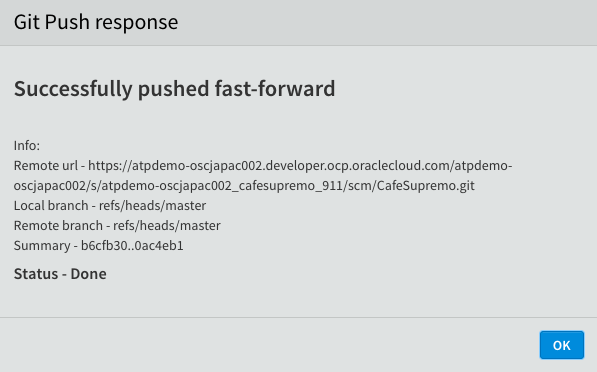 Git Push response
Successfully pushed fast-forward
Info:
Remote url - https://atpdemo-oscjapac002.developer.ocp.oraclecloud.com/atpdemo-
oscjapac002/s/atpdemo-oscjapac002_cafesupremo_911/scm/CafeSupremo.git
Local branch - refs/heads/master
Remote branch - refs/heads/master
Summary - b6cfb30..0ac4eb1
Status - Done
OK